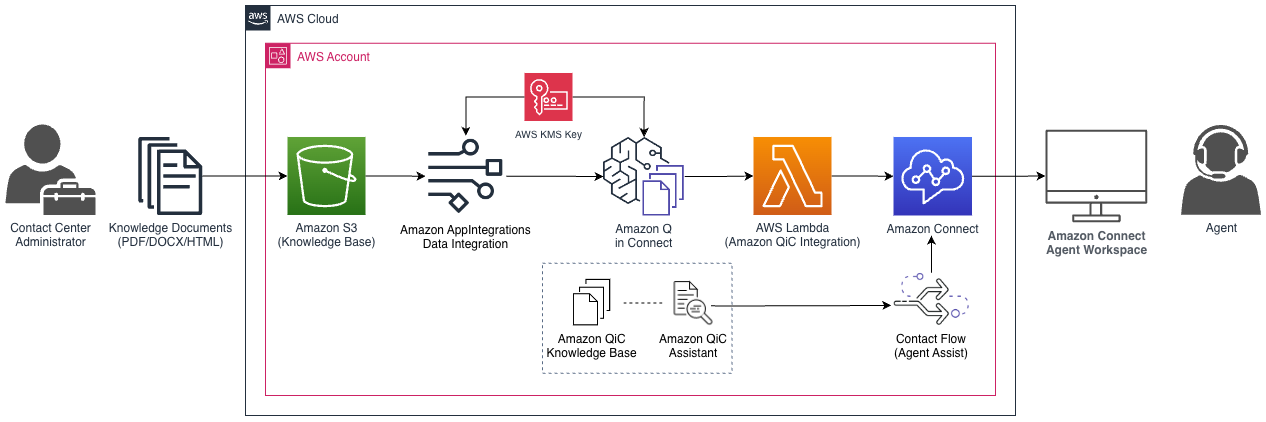 aws
AWS Cloud
AWS Account
AWS KMS Key
Contact Center
Administrator
Knowledge Documents
(PDF/DOCX/HTML)
Amazon S3
(Knowledge Base)
Amazon AppIntegrations
Data Integration
Amazon Q
in Connect
AWS Lambda
(Amazon QiC Integration)
Amazon Connect
Amazon Connect
Agent Workspace
Agent
Amazon QiC
Knowledge Base
Amazon QiC
Assistant
Contact Flow
(Agent Assist)